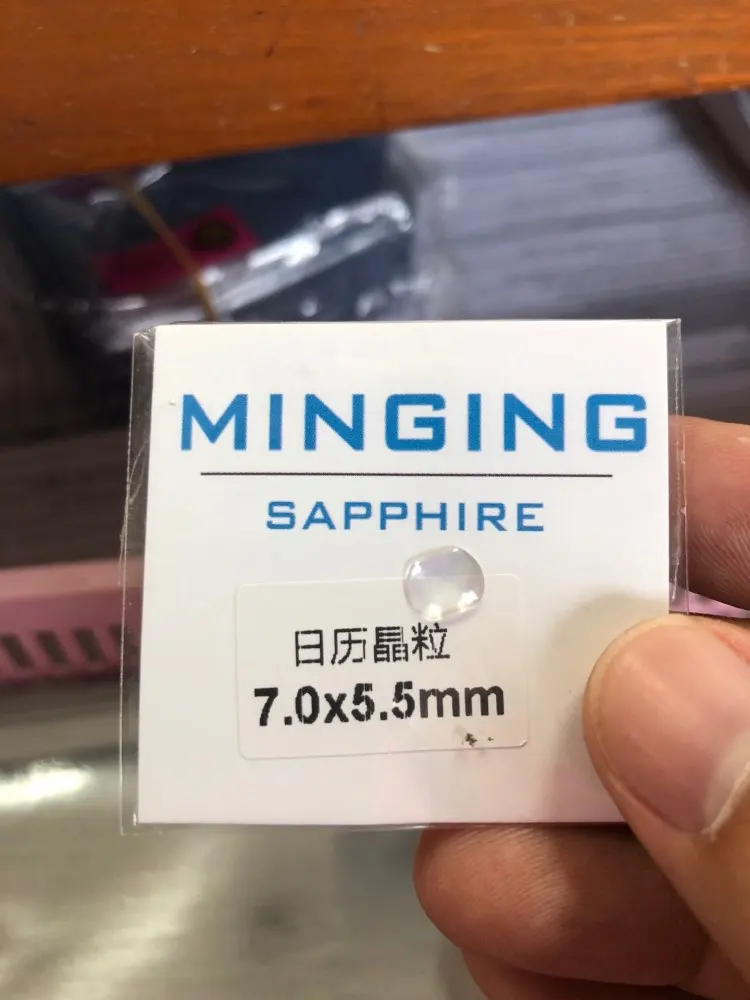 MINGING
SAPPHIRE
日历晶粒
7.0x5.5mm